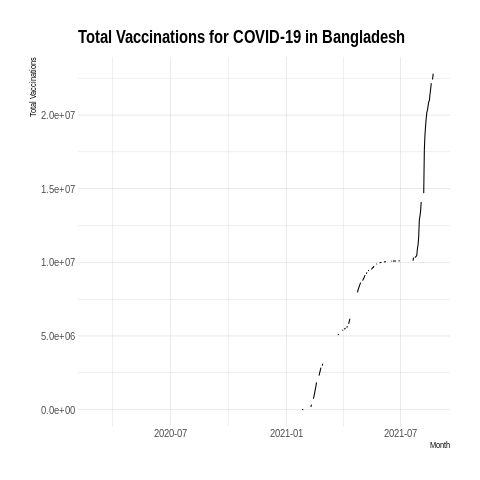 Total Vaccinations for COVID-19 in Bangladesh
Total Vaccinations
2.0e+07
1.5e+07
1.0e+07
5.0e+06
0.0e+00
2020-07 2021-01 2021-07
Month